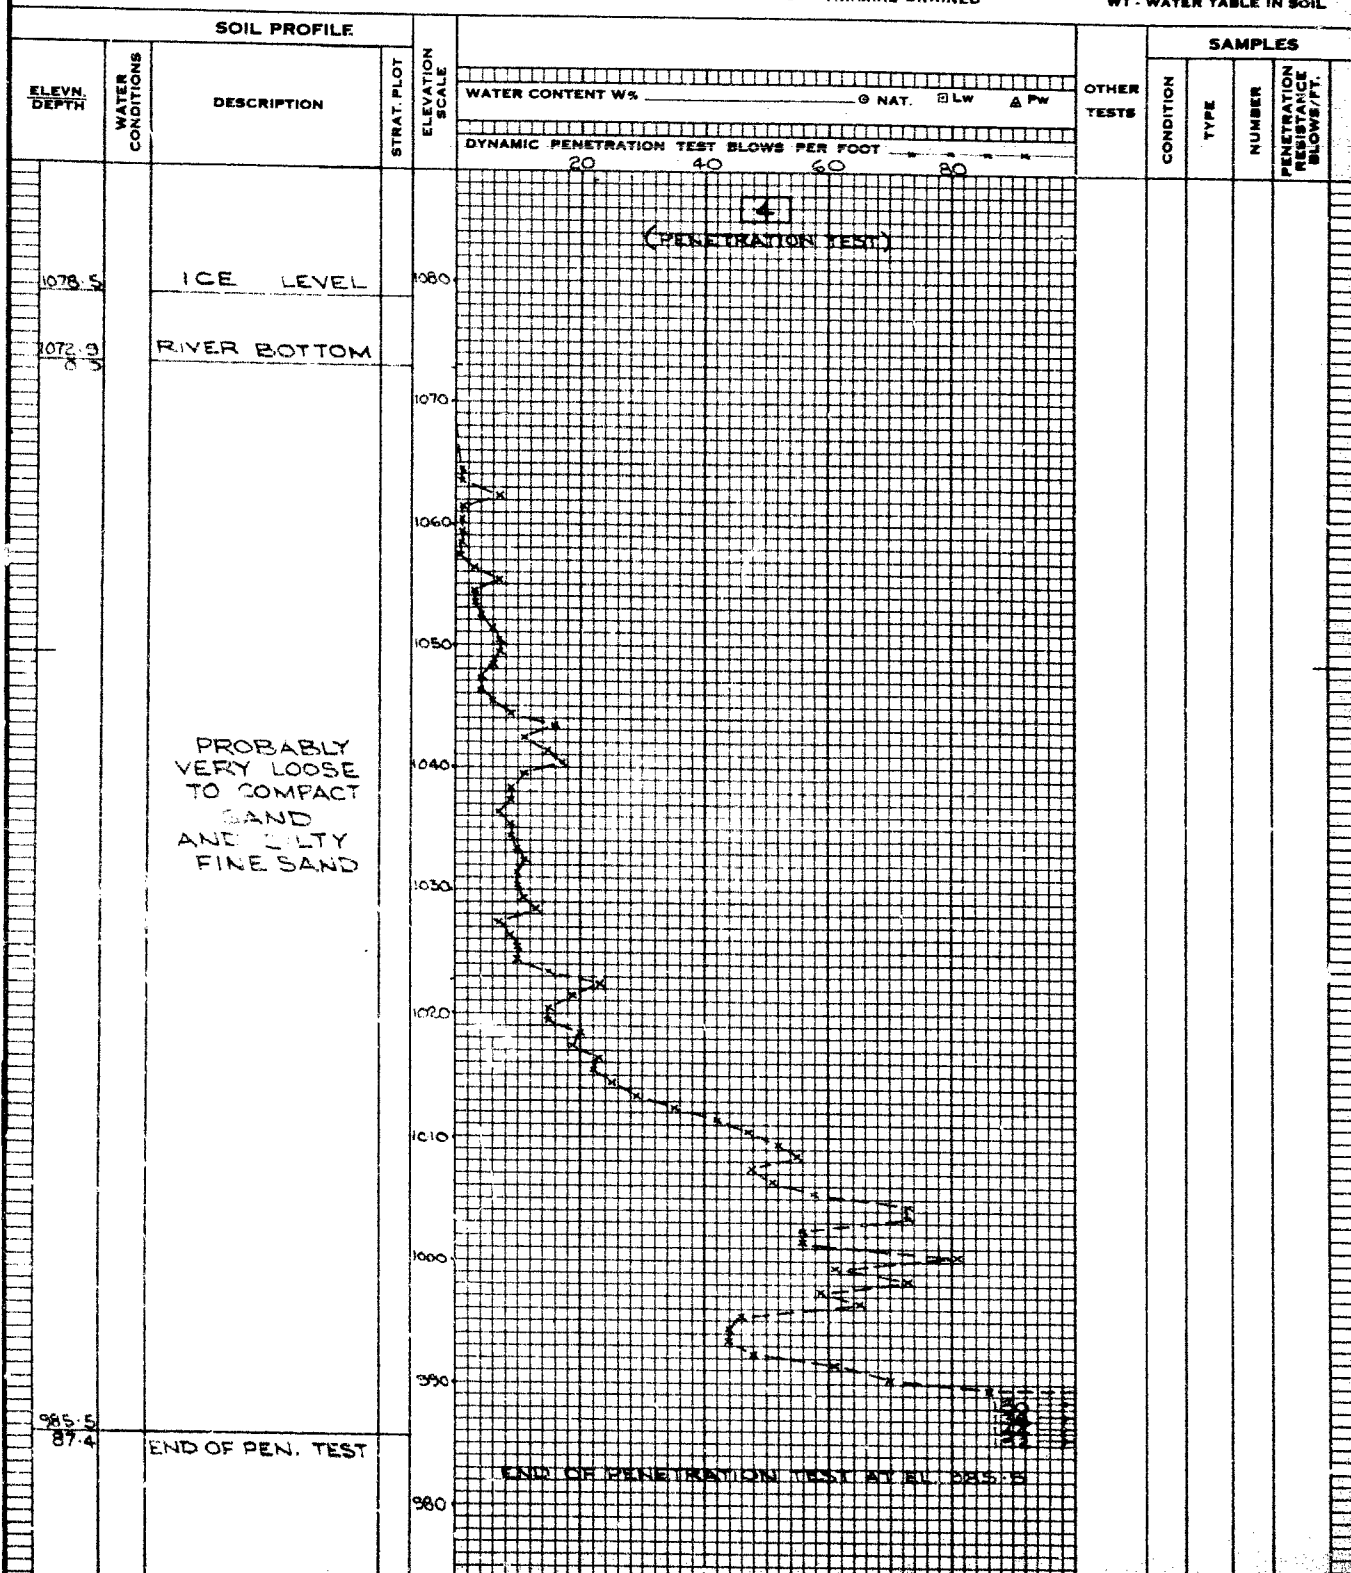 WT - WATER TABLE IN SOIL
SOIL PROFILE
SAMPLES
ELEVN.
DEPTH
WATER
CONDITIONS
DESCRIPTION
STRAT. PLOT
ELEVATION
SCALE
WATER CONTENT W% ⊙ NAT. ⊡ LW △ PW
DYNAMIC PENETRATION TEST BLOWS PER FOOT
20 40 60 80
OTHER
TESTS
CONDITION
TYPE
NUMBER
PENETRATION
RESISTANCE
BLOWS/FT.
4
(PENETRATION TEST)
1078.5 ICE LEVEL 1080
1072.9 RIVER BOTTOM
1070
1060
1050
PROBABLY
VERY LOOSE
1040
TO COMPACT
SAND
AND SILTY
FINE SAND
1030
1020
1010
1000
990
985.5
87.4 END OF PEN. TEST
END OF PENETRATION TEST AT EL. 985.5
980